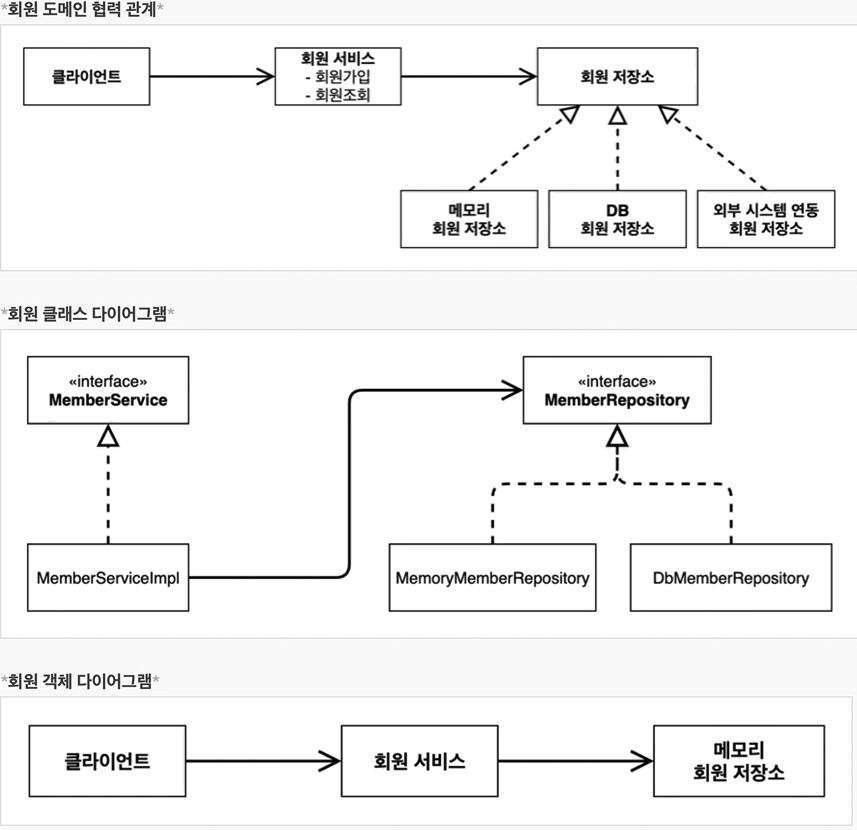 *회원 도메인 협력 관계*
클라이언트
회원 서비스
- 회원가입
- 회원조회
회원 저장소
메모리
회원 저장소
DB
회원 저장소
외부 시스템 연동
회원 저장소
*회원 클래스 다이어그램*
«interface»
MemberService
«interface»
MemberRepository
MemberServiceImpl
MemoryMemberRepository
DbMemberRepository
*회원 객체 다이어그램*
클라이언트
회원 서비스
메모리
회원 저장소